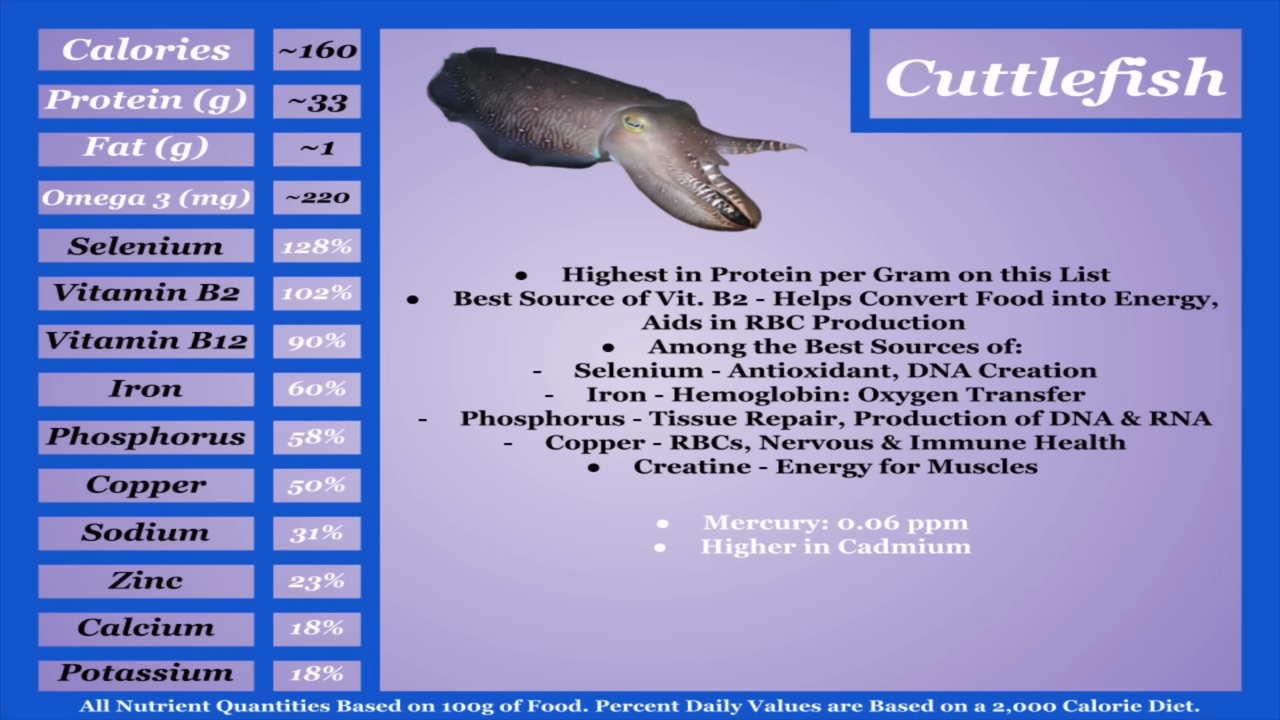 Cuttlefish
Calories ~160
Protein (g) ~33
Fat (g) ~1
Omega 3 (mg) ~220
Selenium 128%
Vitamin B2 102%
Vitamin B12 90%
Iron 60%
Phosphorus 58%
Copper 50%
Sodium 31%
Zinc 23%
Calcium 18%
Potassium 18%
● Highest in Protein per Gram on this List
● Best Source of Vit. B2 - Helps Convert Food into Energy,
Aids in RBC Production
● Among the Best Sources of:
- Selenium - Antioxidant, DNA Creation
- Iron - Hemoglobin: Oxygen Transfer
- Phosphorus - Tissue Repair, Production of DNA & RNA
- Copper - RBCs, Nervous & Immune Health
● Creatine - Energy for Muscles
● Mercury: 0.06 ppm
● Higher in Cadmium
All Nutrient Quantities Based on 100g of Food. Percent Daily Values are Based on a 2,000 Calorie Diet.